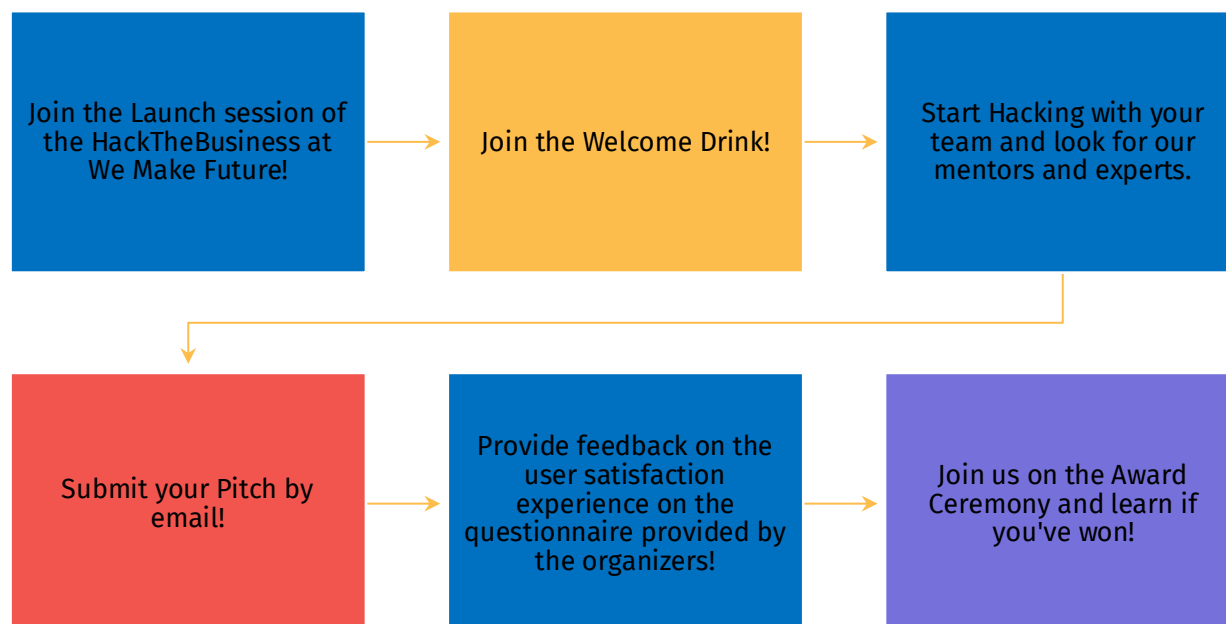 Join the Launch session of
the HackTheBusiness at
We Make Future!
Join the Welcome Drink!
Start Hacking with your
team and look for our
mentors and experts.
Submit your Pitch by
email!
Provide feedback on the
user satisfaction
experience on the
questionnaire provided by
the organizers!
Join us on the Award
Ceremony and learn if
you've won!